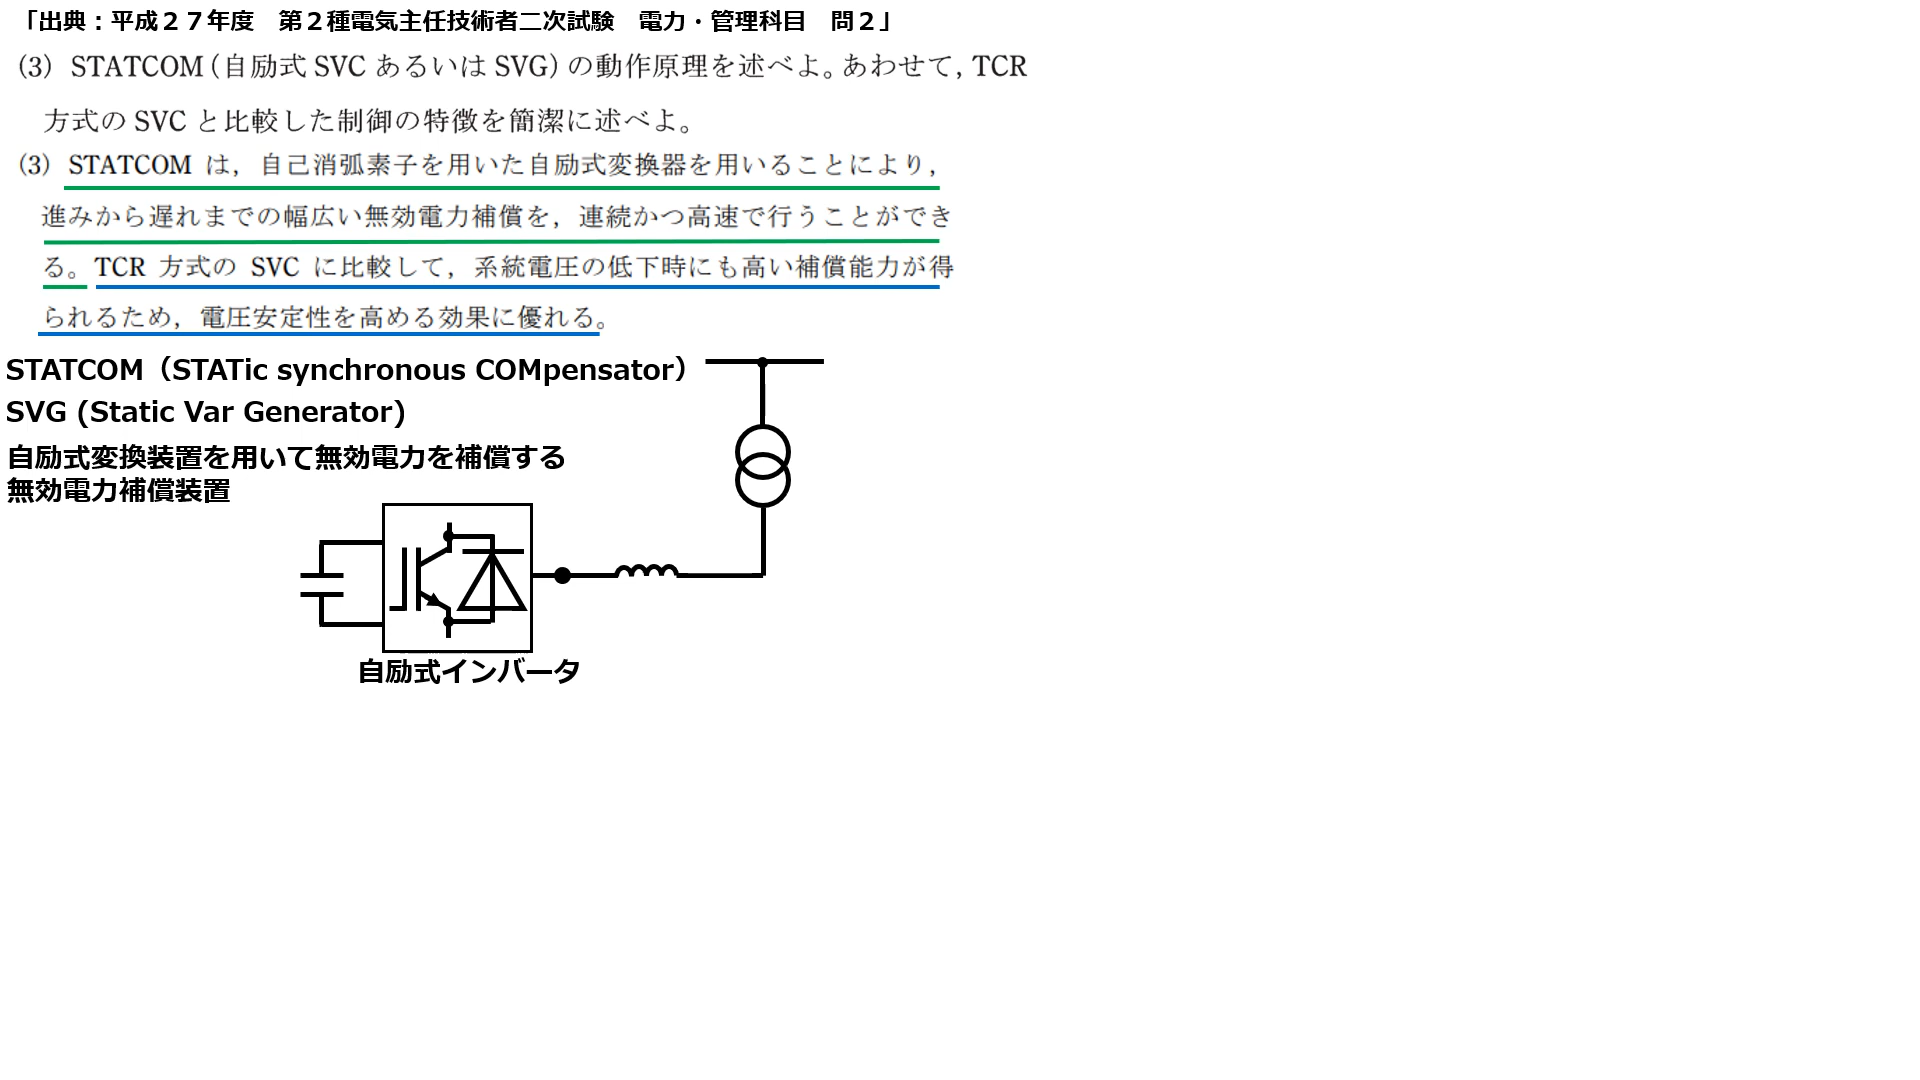 「出典：平成２７年度　第２種電気主任技術者二次試験　電力・管理科目　問２」
(3) STATCOM（自励式 SVC あるいは SVG）の動作原理を述べよ。あわせて，TCR
方式の SVC と比較した制御の特徴を簡潔に述べよ。
(3) STATCOM は，自己消弧素子を用いた自励式変換器を用いることにより，
進みから遅れまでの幅広い無効電力補償を，連続かつ高速で行うことができ
る。TCR 方式の SVC に比較して，系統電圧の低下時にも高い補償能力が得
られるため，電圧安定性を高める効果に優れる。
STATCOM（STATic synchronous COMpensator）
SVG (Static Var Generator)
自励式変換装置を用いて無効電力を補償する
無効電力補償装置
自励式インバータ